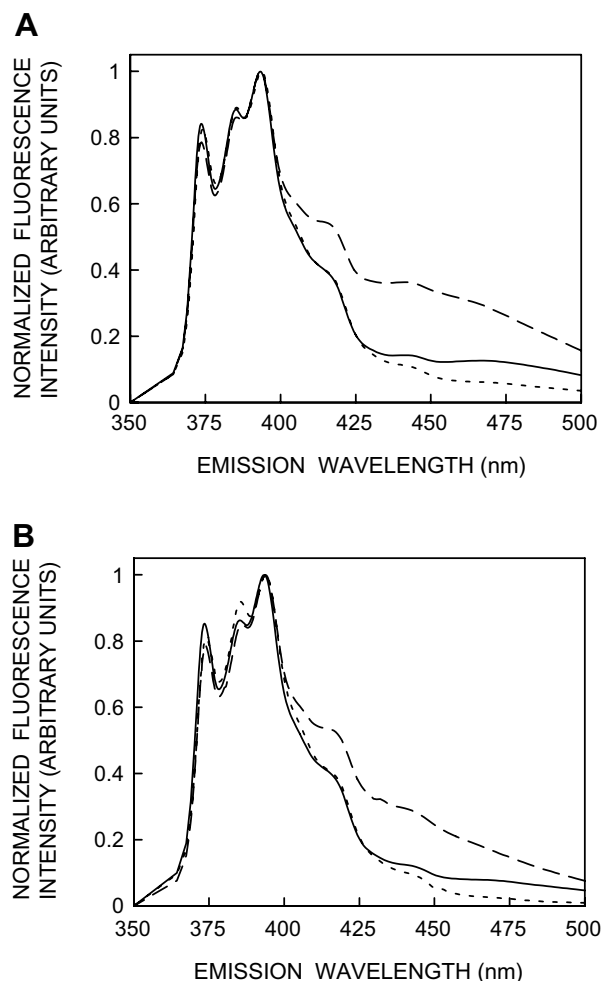 A
NORMALIZED FLUORESCENCE
INTENSITY (ARBITRARY UNITS)
1
0.8
0.6
0.4
0.2
0
350 375 400 425 450 475 500
EMISSION WAVELENGTH (nm)
B
NORMALIZED FLUORESCENCE
INTENSITY (ARBITRARY UNITS)
1
0.8
0.6
0.4
0.2
0
350 375 400 425 450 475 500
EMISSION WAVELENGTH (nm)